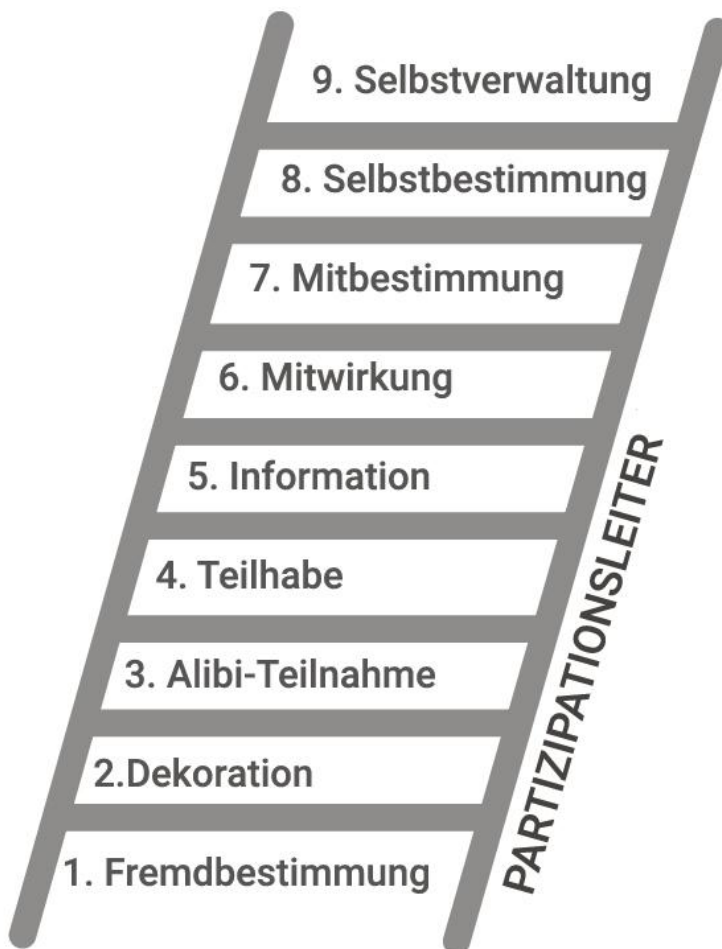 9. Selbstverwaltung
8. Selbstbestimmung
7. Mitbestimmung
6. Mitwirkung
5. Information
4. Teilhabe
3. Alibi-Teilnahme
2.Dekoration
1. Fremdbestimmung
PARTIZIPATIONSLEITER